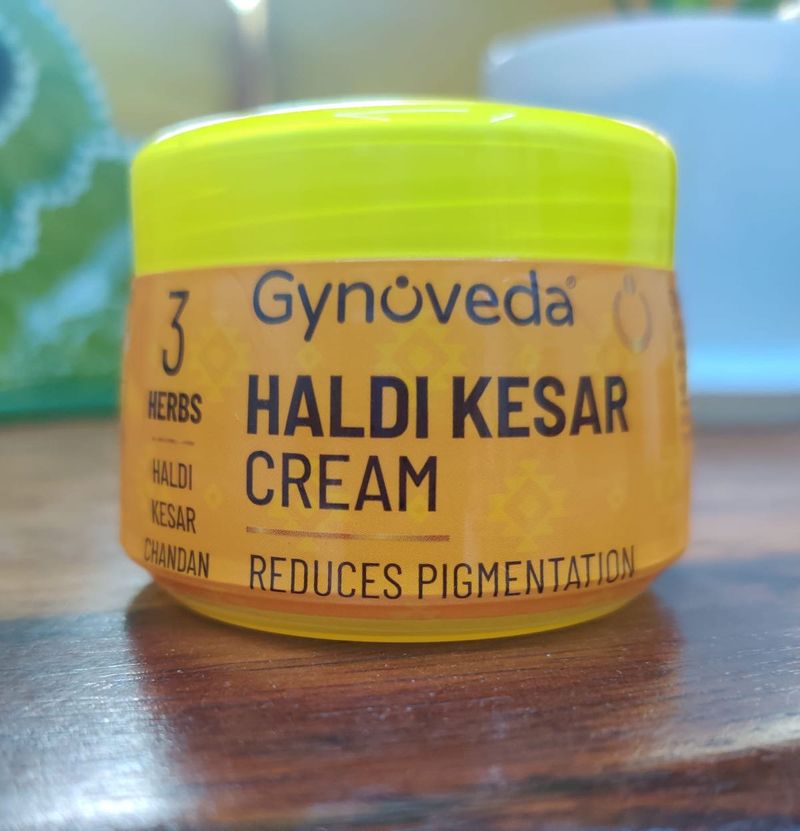 Gynoveda®
HALDI KESAR
CREAM
REDUCES PIGMENTATION
3
HERBS
HALDI
KESAR
CHANDAN